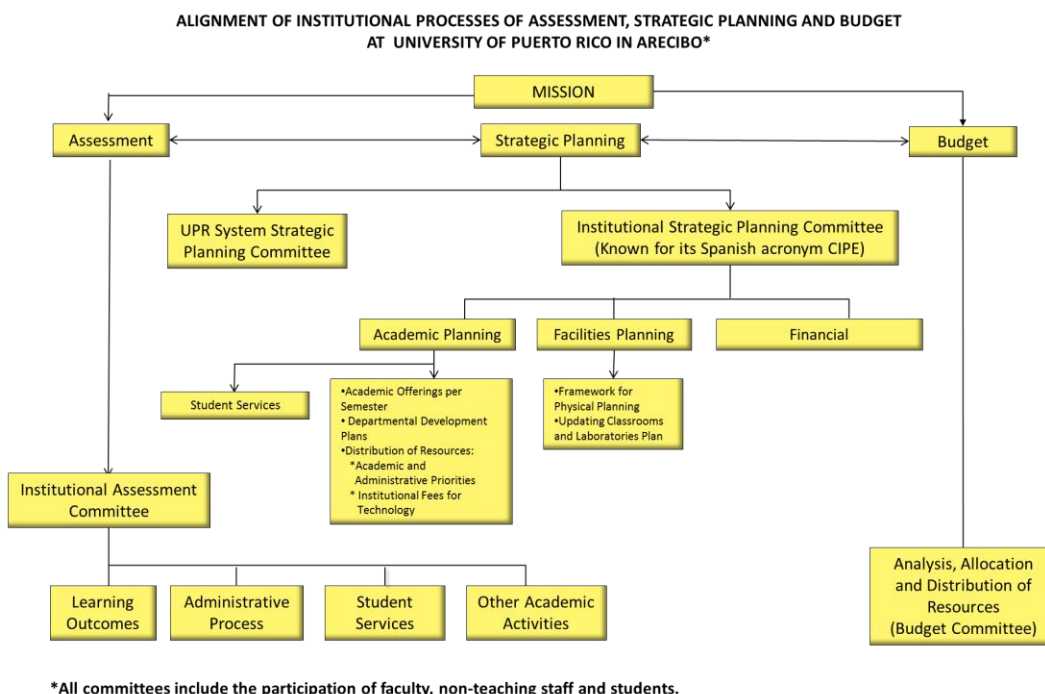 ALIGNMENT OF INSTITUTIONAL PROCESSES OF ASSESSMENT, STRATEGIC PLANNING AND BUDGET
AT UNIVERSITY OF PUERTO RICO IN ARECIBO*
MISSION
Assessment
Strategic Planning
Budget
UPR System Strategic
Planning Committee
Institutional Strategic Planning Committee
(Known for its Spanish acronym CIPE)
Academic Planning
Facilities Planning
Financial
Student Services
•Academic Offerings per
Semester
• Departmental Development
Plans
•Distribution of Resources:
*Academic and
Administrative Priorities
* Institutional Fees for
Technology
•Framework for
Physical Planning
•Updating Classrooms
and Laboratories Plan
Institutional Assessment
Committee
Learning
Outcomes
Administrative
Process
Student
Services
Other Academic
Activities
Analysis, Allocation
and Distribution of
Resources
(Budget Committee)
*All committees include the participation of faculty, non-teaching staff and students.